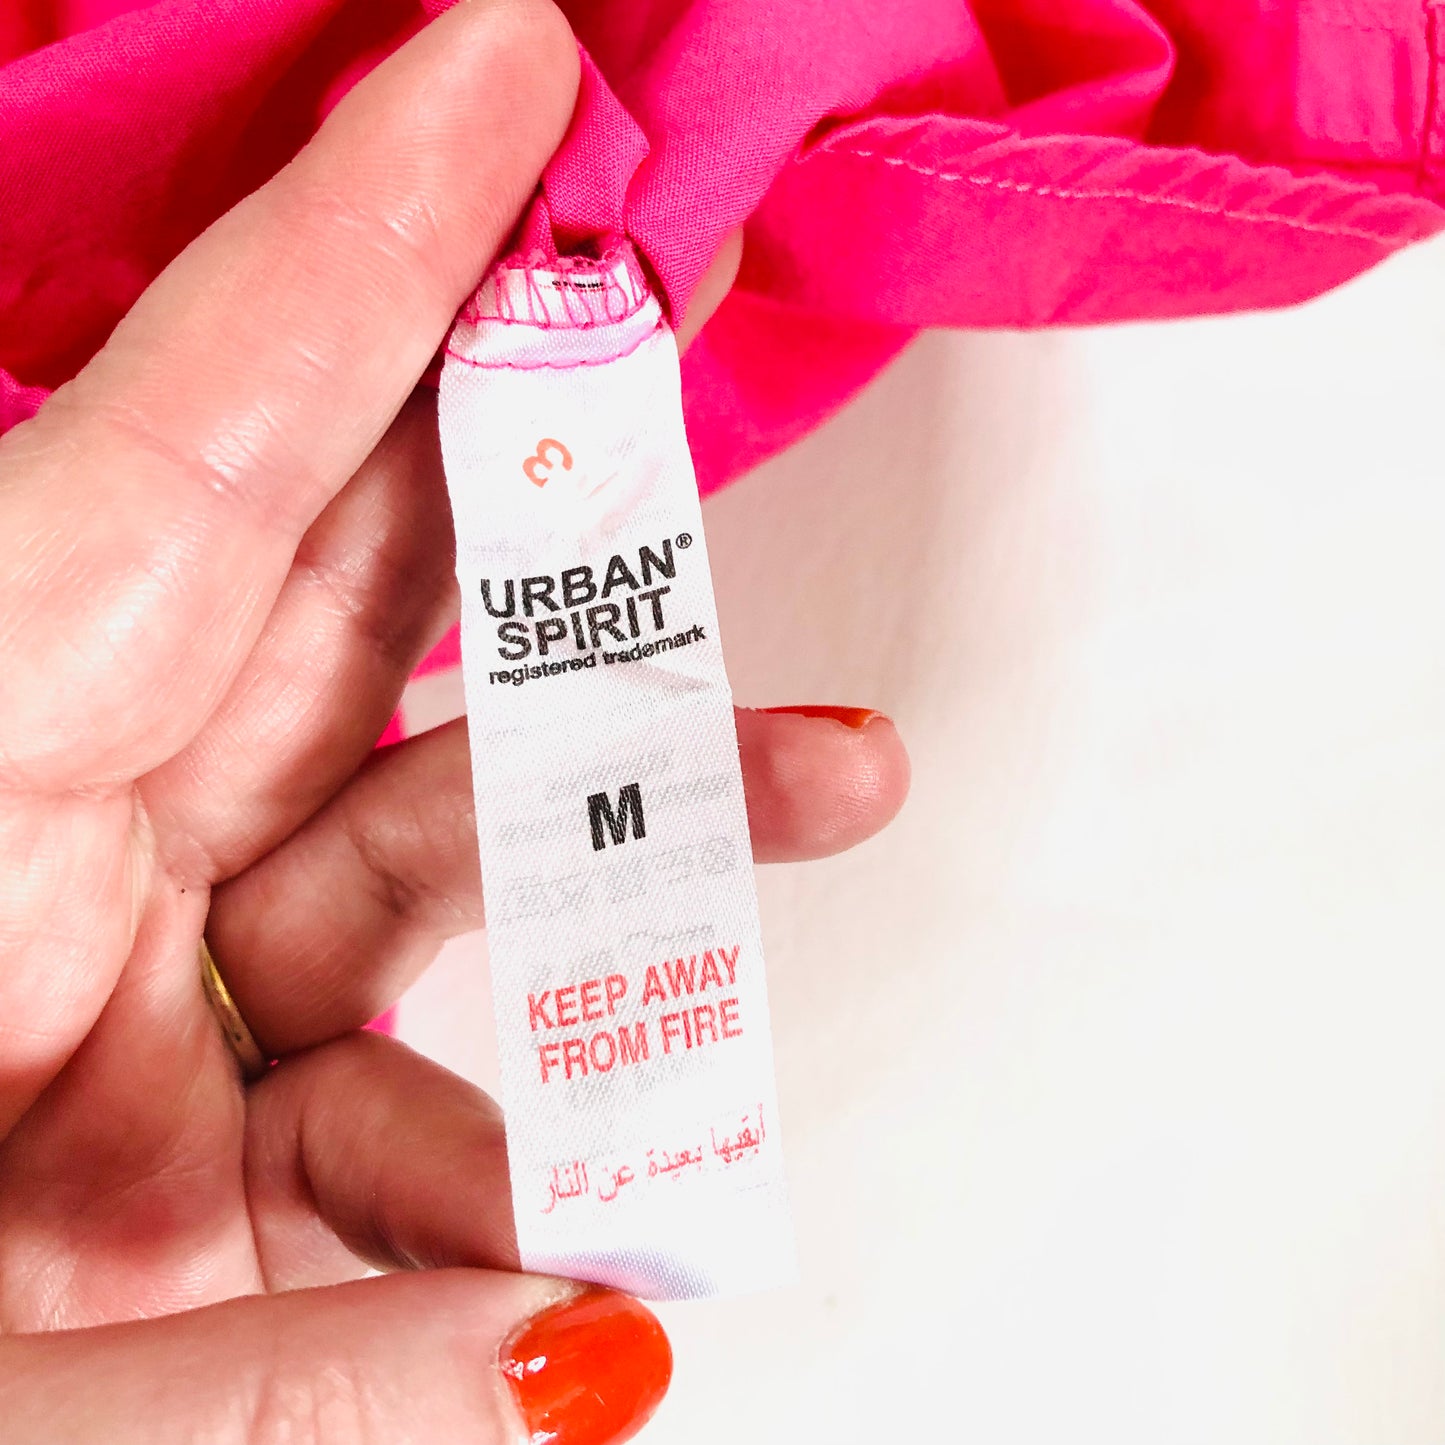 3
URBAN®
SPIRIT
registered trademark
M
KEEP AWAY
FROM FIRE
أبقيها بعيدة عن النار